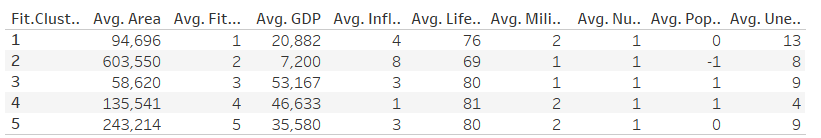 Fit.Clust.. Avg. Area Avg. Fit... Avg. GDP Avg. Infl.. Avg. Life.. Avg. Mili.. Avg. Nu.. Avg. Pop.. Avg. Une..
1 94,696 1 20,882 4 76 2 1 0 13
2 603,550 2 7,200 8 69 1 1 -1 8
3 58,620 3 53,167 3 80 1 1 1 9
4 135,541 4 46,633 1 81 2 1 1 4
5 243,214 5 35,580 3 80 2 1 0 9